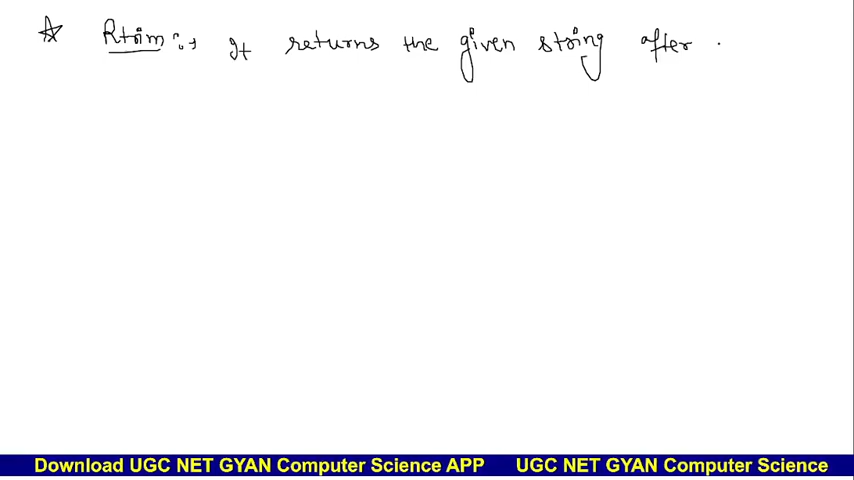 ☆ Rtrim :→ It returns the given string after .
Download UGC NET GYAN Computer Science APP UGC NET GYAN Computer Science